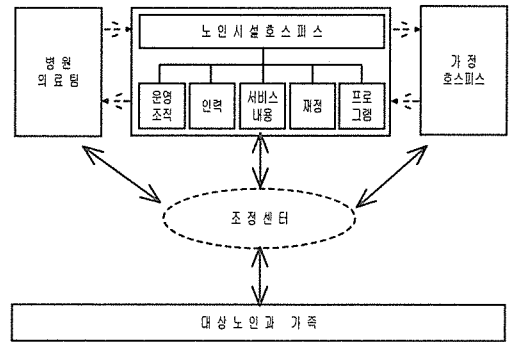 노인시설호스피스
병원
의료팀
가정
호스피스
운영
조직
인력
서비스
내용
재정
프로
그램
조정센터
대상노인과 가족